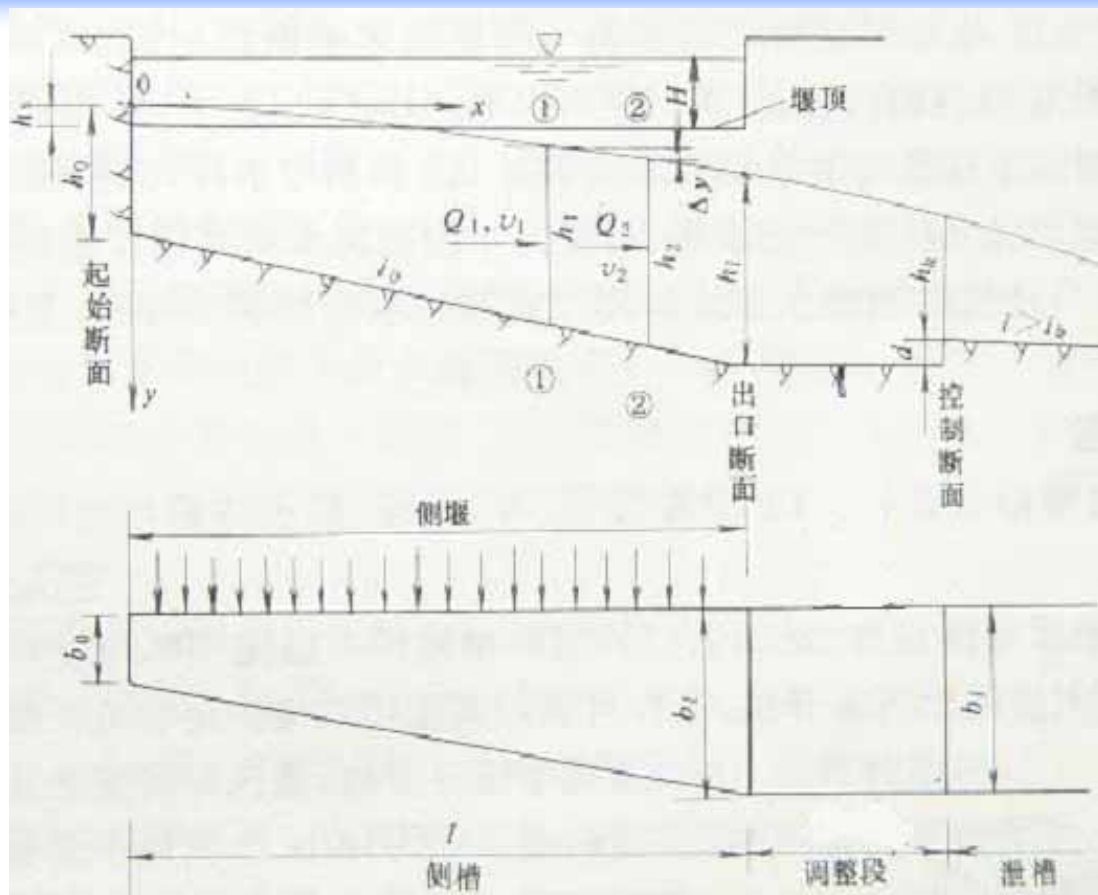 0
x
①
②
H
堰顶
h_s
h_0
Δy
Q_1, v_1
h_1
Q_2
v_2
h_2
h_l
h_k
i_0
i>i_k
d
起始断面
y
①
②
出口断面
控制断面
侧堰
b_0
b_l
b_1
l
侧槽
调整段
泄槽